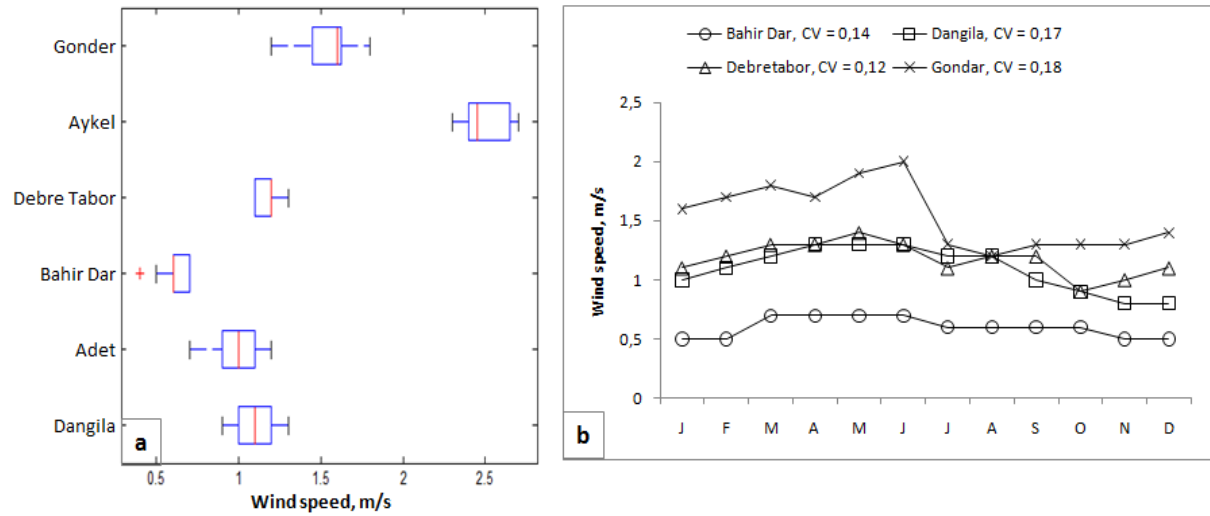 Gonder
Aykel
Debre Tabor
Bahir Dar
Adet
Dangila
a
0.5 1 1.5 2 2.5
Wind speed, m/s
Bahir Dar, CV = 0,14 Dangila, CV = 0,17
Debretabor, CV = 0,12 Gondar, CV = 0,18
Wind speed, m/s
2,5
2
1,5
1
0,5
0
J F M A M J J A S O N D
b